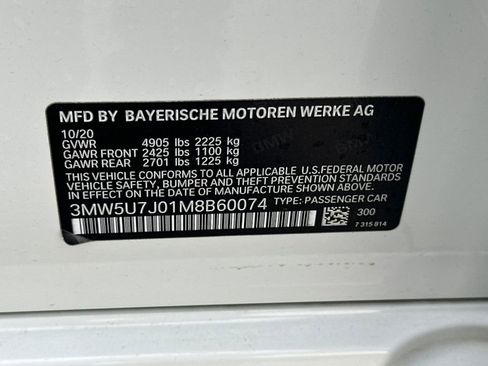 MFD BY BAYERISCHE MOTOREN WERKE AG
10/20
GVWR 4905 lbs 2225 kg
GAWR FRONT 2425 lbs 1100 kg
GAWR REAR 2701 lbs 1225 kg
THIS VEHICLE CONFORMS TO ALL APPLICABLE U.S.FEDERAL MOTOR
VEHICLE SAFETY, BUMPER, AND THEFT PREVENTION STANDARDS
IN EFFECT ON THE DATE OF MANUFACTURE SHOWN ABOVE.
3MW5U7J01M8B60074 TYPE: PASSENGER CAR
300
7 315 814